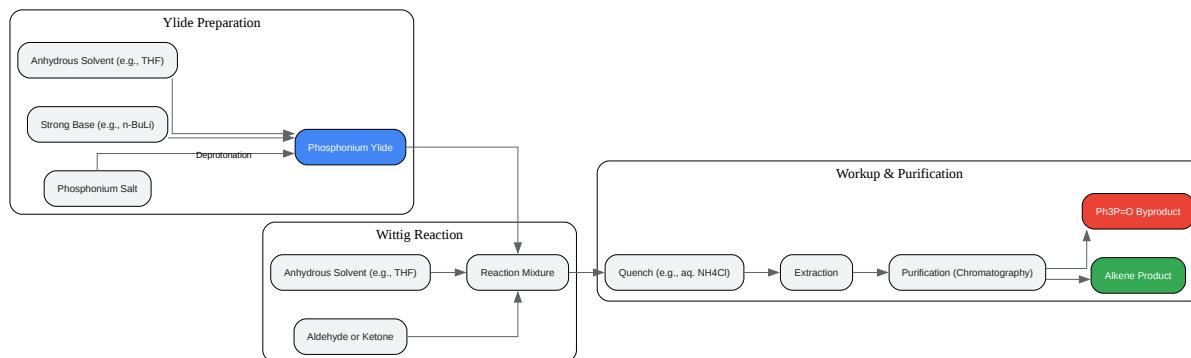 Ylide Preparation
Anhydrous Solvent (e.g., THF)
Strong Base (e.g., n-BuLi)
Phosphonium Ylide
Deprotonation
Phosphonium Salt
Wittig Reaction
Anhydrous Solvent (e.g., THF)
Reaction Mixture
Aldehyde or Ketone
Workup & Purification
Ph3P=O Byproduct
Quench (e.g., aq. NH4Cl)
Extraction
Purification (Chromatography)
Alkene Product